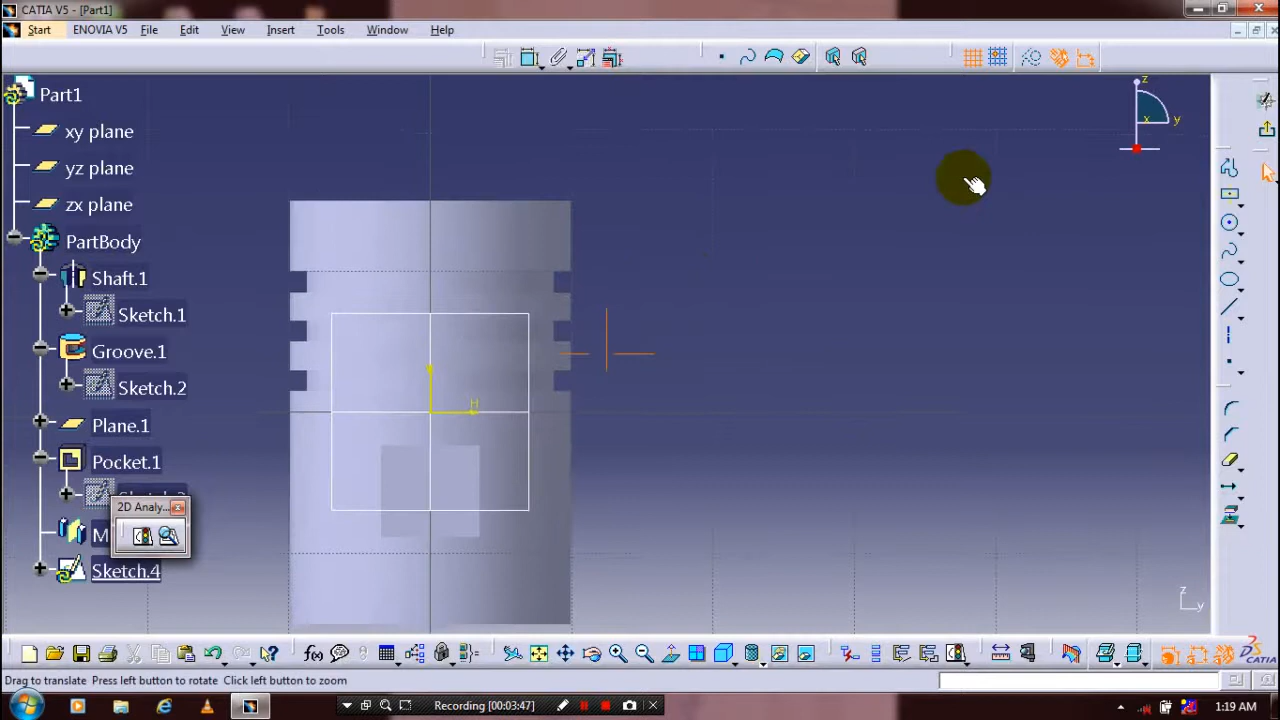 CATIA V5 - [Part1]
Start ENOVIA V5 File Edit View Insert Tools Window Help
Part1
xy plane
yz plane
zx plane
PartBody
Shaft.1
Sketch.1
Groove.1
Sketch.2
Plane.1
Pocket.1
2D Analy...
M
Sketch.4
H
z
y
x
z
y
f(x)
CATIA
Drag to translate Press left button to rotate Click left button to zoom
Recording [00:03:47]
1:19 AM